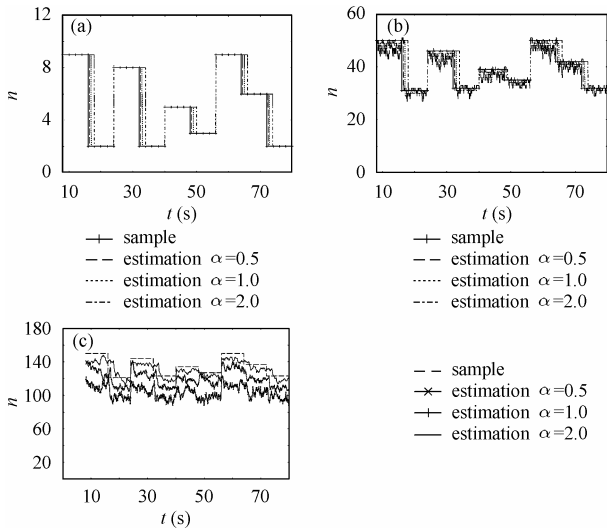 (a)
12
8
4
0
n
10 30 50 70
t (s)
sample
estimation α=0.5
estimation α=1.0
estimation α=2.0
(b)
60
40
20
0
n
10 30 50 70
t (s)
sample
estimation α=0.5
estimation α=1.0
estimation α=2.0
(c)
180
140
100
60
20
n
10 30 50 70
t (s)
sample
estimation α=0.5
estimation α=1.0
estimation α=2.0